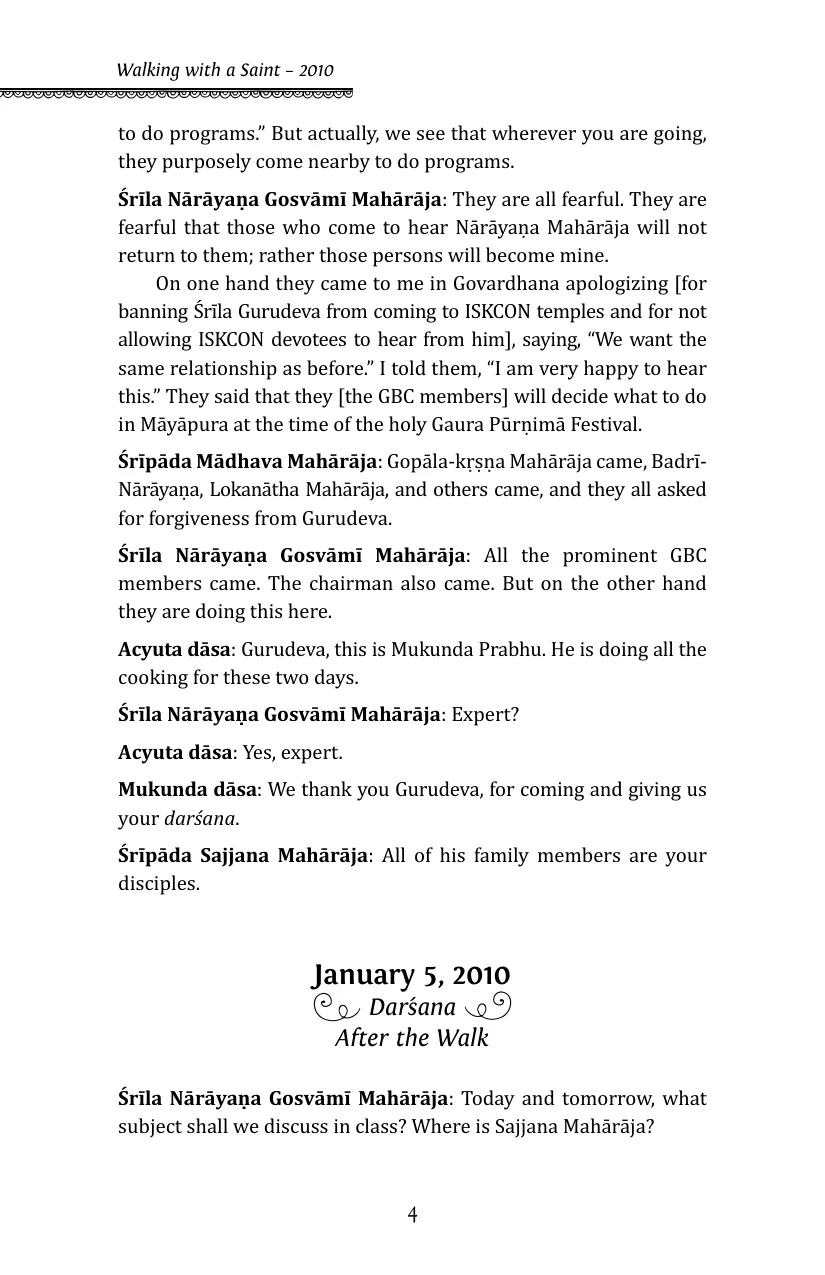 Walking with a Saint – 2010
to do programs.” But actually, we see that wherever you are going,
they purposely come nearby to do programs.
Śrīla Nārāyaṇa Gosvāmī Mahārāja: They are all fearful. They are
fearful that those who come to hear Nārāyaṇa Mahārāja will not
return to them; rather those persons will become mine.
On one hand they came to me in Govardhana apologizing [for
banning Śrīla Gurudeva from coming to ISKCON temples and for not
allowing ISKCON devotees to hear from him], saying, “We want the
same relationship as before.” I told them, “I am very happy to hear
this.” They said that they [the GBC members] will decide what to do
in Māyāpura at the time of the holy Gaura Pūrṇimā Festival.
Śrīpāda Mādhava Mahārāja: Gopāla-kṛṣṇa Mahārāja came, Badrī-
Nārāyaṇa, Lokanātha Mahārāja, and others came, and they all asked
for forgiveness from Gurudeva.
Śrīla Nārāyaṇa Gosvāmī Mahārāja: All the prominent GBC
members came. The chairman also came. But on the other hand
they are doing this here.
Acyuta dāsa: Gurudeva, this is Mukunda Prabhu. He is doing all the
cooking for these two days.
Śrīla Nārāyaṇa Gosvāmī Mahārāja: Expert?
Acyuta dāsa: Yes, expert.
Mukunda dāsa: We thank you Gurudeva, for coming and giving us
your darśana.
Śrīpāda Sajjana Mahārāja: All of his family members are your
disciples.
January 5, 2010
Darśana
After the Walk
Śrīla Nārāyaṇa Gosvāmī Mahārāja: Today and tomorrow, what
subject shall we discuss in class? Where is Sajjana Mahārāja?
4